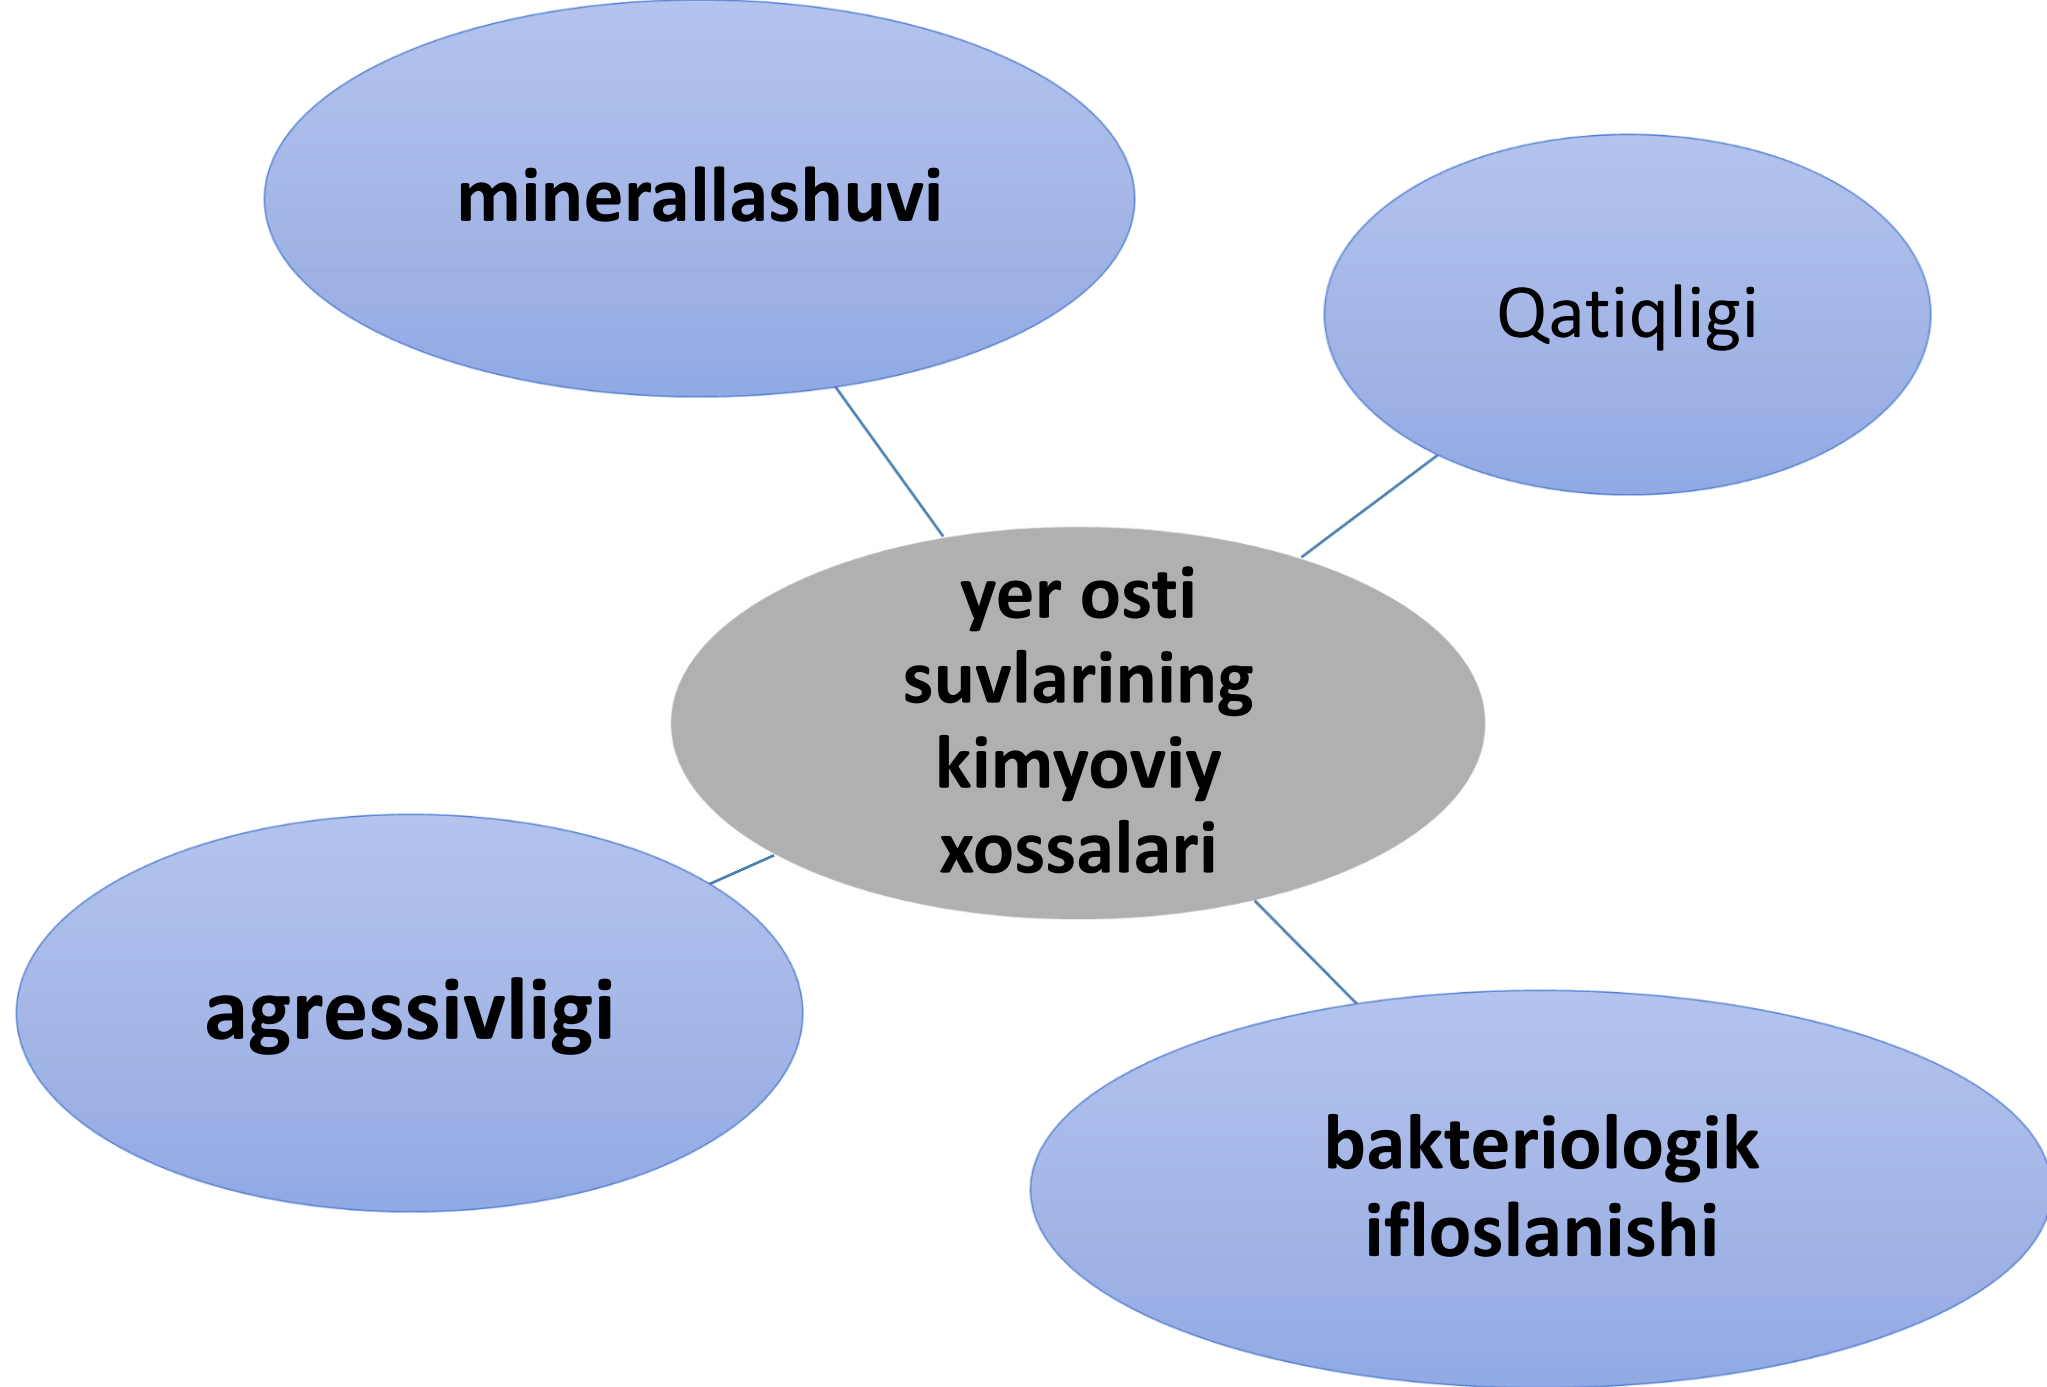 minerallashuvi
Qatiqligi
yer osti
suvlarining
kimyoviy
xossalari
agressivligi
bakteriologik
ifloslanishi